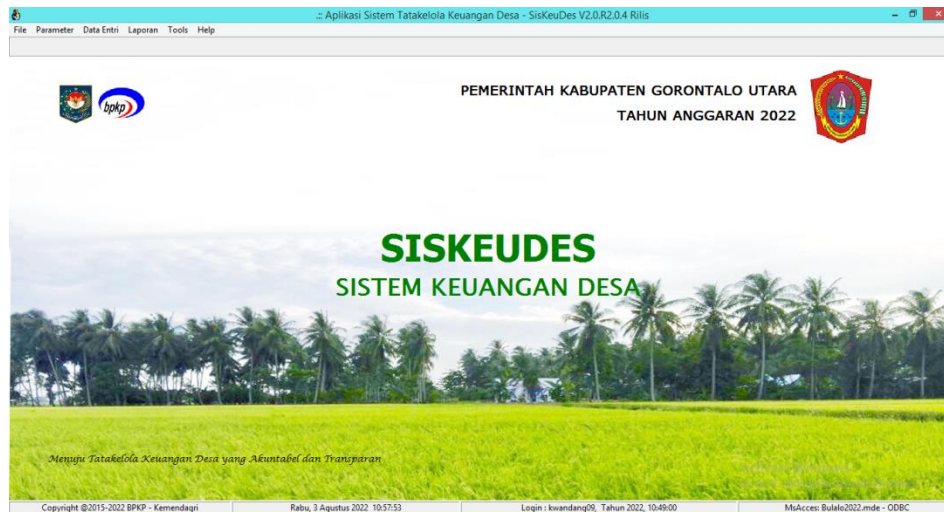 .:: Aplikasi Sistem Tatakelola Keuangan Desa - SisKeuDes V2.0.R2.0.4 Rilis
File Parameter Data Entri Laporan Tools Help
bpkp
PEMERINTAH KABUPATEN GORONTALO UTARA
TAHUN ANGGARAN 2022
SISKEUDES
SISTEM KEUANGAN DESA
Menuju Tatakelola Keuangan Desa yang Akuntabel dan Transparan
Copyright @2015-2022 BPKP - Kemendagri Rabu, 3 Agustus 2022 10:57:53 Login : kwandang09, Tahun 2022, 10:49:00 MsAcces: Bulalo2022.mde - ODBC